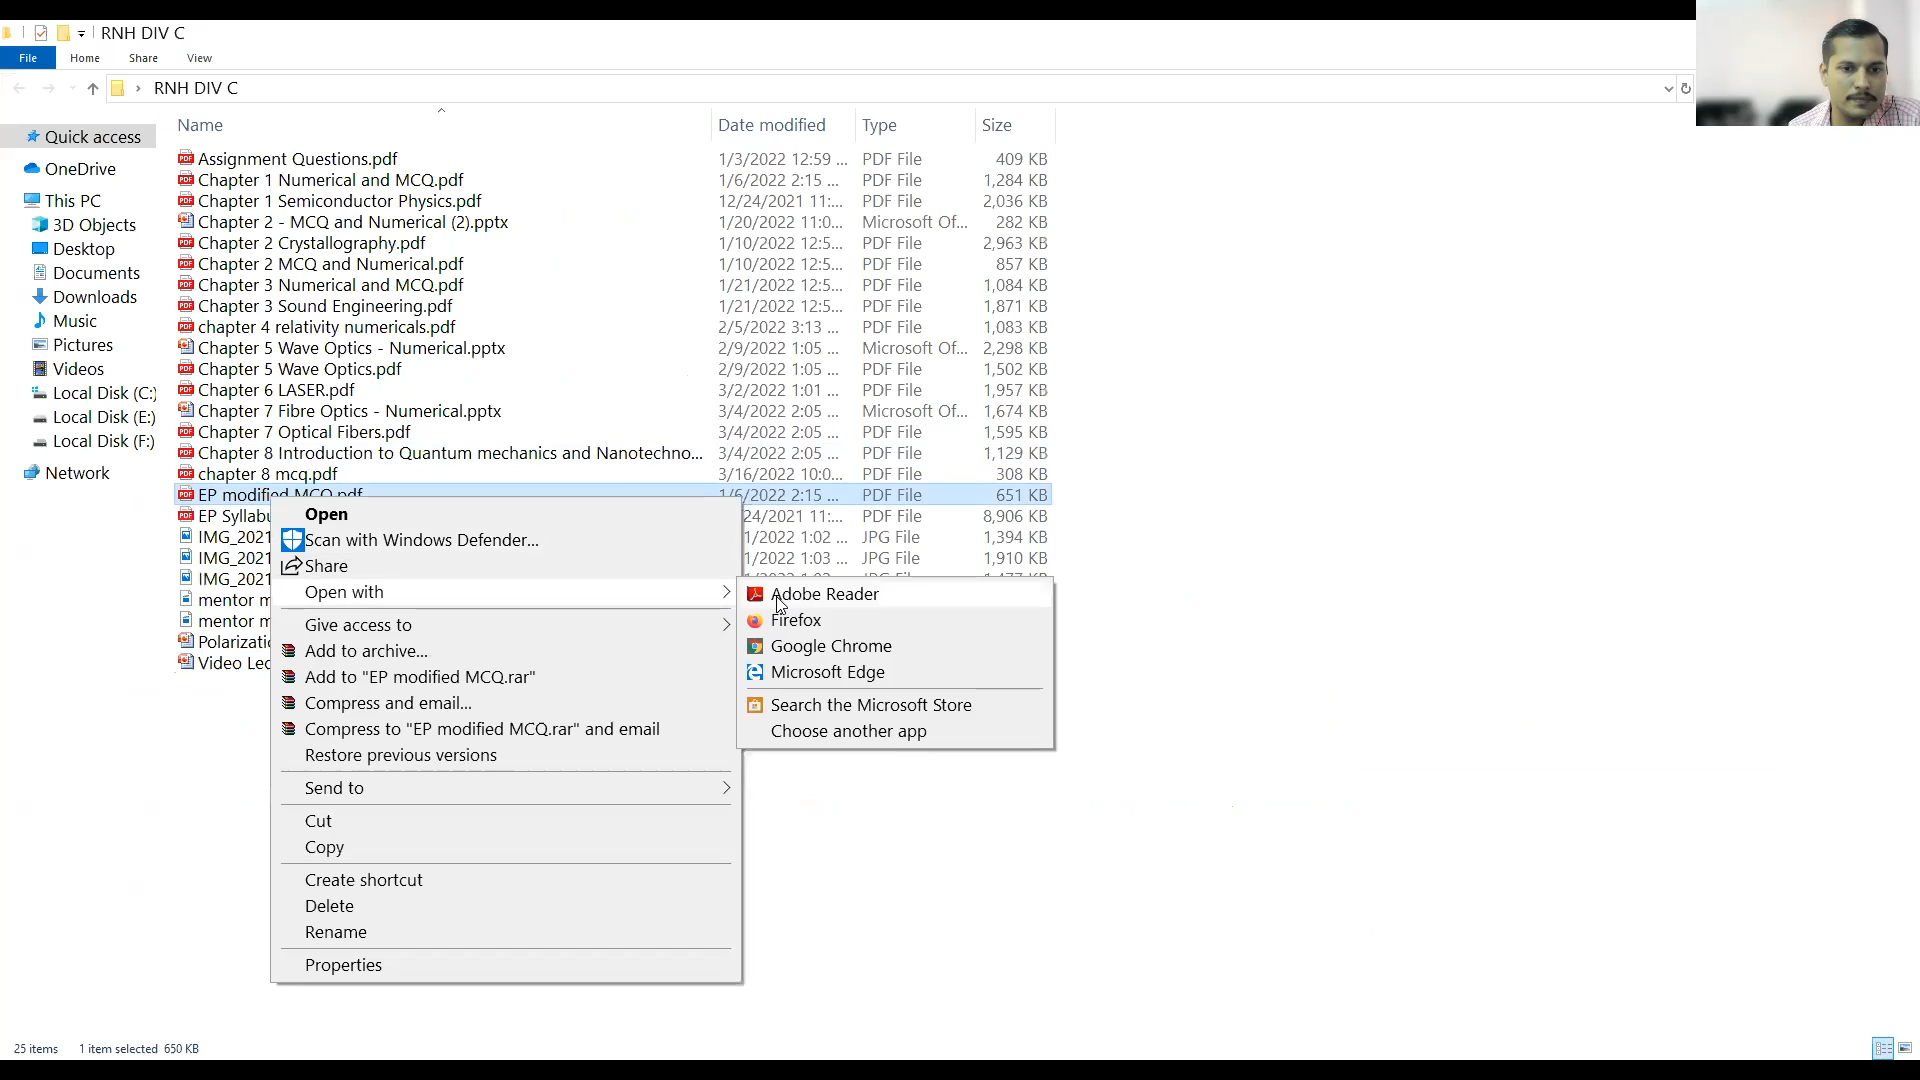 RNH DIV C
File Home Share View
RNH DIV C
Name Date modified Type Size
Quick access
OneDrive
This PC
3D Objects
Desktop
Documents
Downloads
Music
Pictures
Videos
Local Disk (C:)
Local Disk (E:)
Local Disk (F:)
Network
Assignment Questions.pdf 1/3/2022 12:59 ... PDF File 409 KB
Chapter 1 Numerical and MCQ.pdf 1/6/2022 2:15 ... PDF File 1,284 KB
Chapter 1 Semiconductor Physics.pdf 12/24/2021 11:... PDF File 2,036 KB
Chapter 2 - MCQ and Numerical (2).pptx 1/20/2022 11:0... Microsoft Of... 282 KB
Chapter 2 Crystallography.pdf 1/10/2022 12:5... PDF File 2,963 KB
Chapter 2 MCQ and Numerical.pdf 1/10/2022 12:5... PDF File 857 KB
Chapter 3 Numerical and MCQ.pdf 1/21/2022 12:5... PDF File 1,084 KB
Chapter 3 Sound Engineering.pdf 1/21/2022 12:5... PDF File 1,871 KB
chapter 4 relativity numericals.pdf 2/5/2022 3:13 ... PDF File 1,083 KB
Chapter 5 Wave Optics - Numerical.pptx 2/9/2022 1:05 ... Microsoft Of... 2,298 KB
Chapter 5 Wave Optics.pdf 2/9/2022 1:05 ... PDF File 1,502 KB
Chapter 6 LASER.pdf 3/2/2022 1:01 ... PDF File 1,957 KB
Chapter 7 Fibre Optics - Numerical.pptx 3/4/2022 2:05 ... Microsoft Of... 1,674 KB
Chapter 7 Optical Fibers.pdf 3/4/2022 2:05 ... PDF File 1,595 KB
Chapter 8 Introduction to Quantum mechanics and Nanotechno... 3/4/2022 2:05 ... PDF File 1,129 KB
chapter 8 mcq.pdf 3/16/2022 10:0... PDF File 308 KB
EP modified MCQ.pdf 1/6/2022 2:15 ... PDF File 651 KB
EP Syllabu 24/2021 11:... PDF File 8,906 KB
IMG_2021 1/2022 1:02 ... JPG File 1,394 KB
IMG_2021 1/2022 1:03 ... JPG File 1,910 KB
IMG_2021
mentor m
mentor m
Polarizatio
Video Lec
Open
Scan with Windows Defender...
Share
Open with
Give access to
Add to archive...
Add to "EP modified MCQ.rar"
Compress and email...
Compress to "EP modified MCQ.rar" and email
Restore previous versions
Send to
Cut
Copy
Create shortcut
Delete
Rename
Properties
Adobe Reader
Firefox
Google Chrome
Microsoft Edge
Search the Microsoft Store
Choose another app
25 items 1 item selected 650 KB